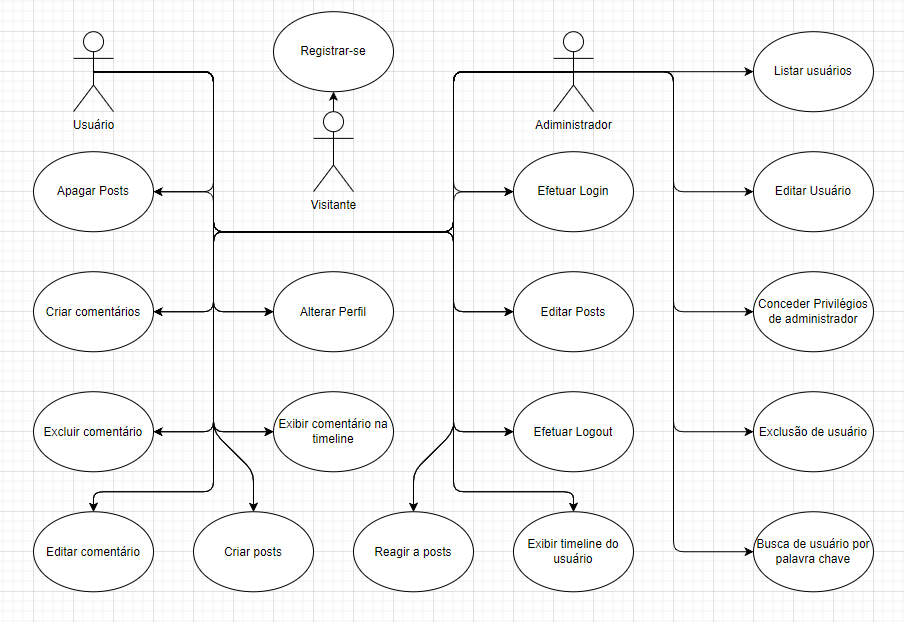 Registrar-se
Listar usuários
Usuário
Adiministrador
Visitante
Apagar Posts
Efetuar Login
Editar Usuário
Criar comentários
Alterar Perfil
Editar Posts
Conceder Privilégios
de administrador
Excluir comentário
Exibir comentário na
timeline
Efetuar Logout
Exclusão de usuário
Editar comentário
Criar posts
Reagir a posts
Exibir timeline do
usuário
Busca de usuário por
palavra chave